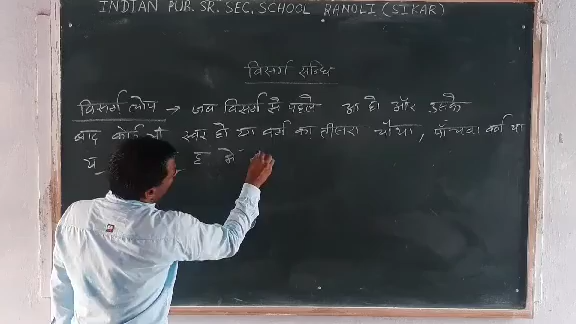 INDIAN PUB. SR. SEC. SCHOOL RANOLI (SIKAR)
विसर्ग सन्धि
विसर्ग लोप → जब विसर्ग से पहले आ हो और उसके
बाद कोई भी स्वर हो या वर्ग का तीसरा चौथा, पाँचवा वर्ण या
य ह में